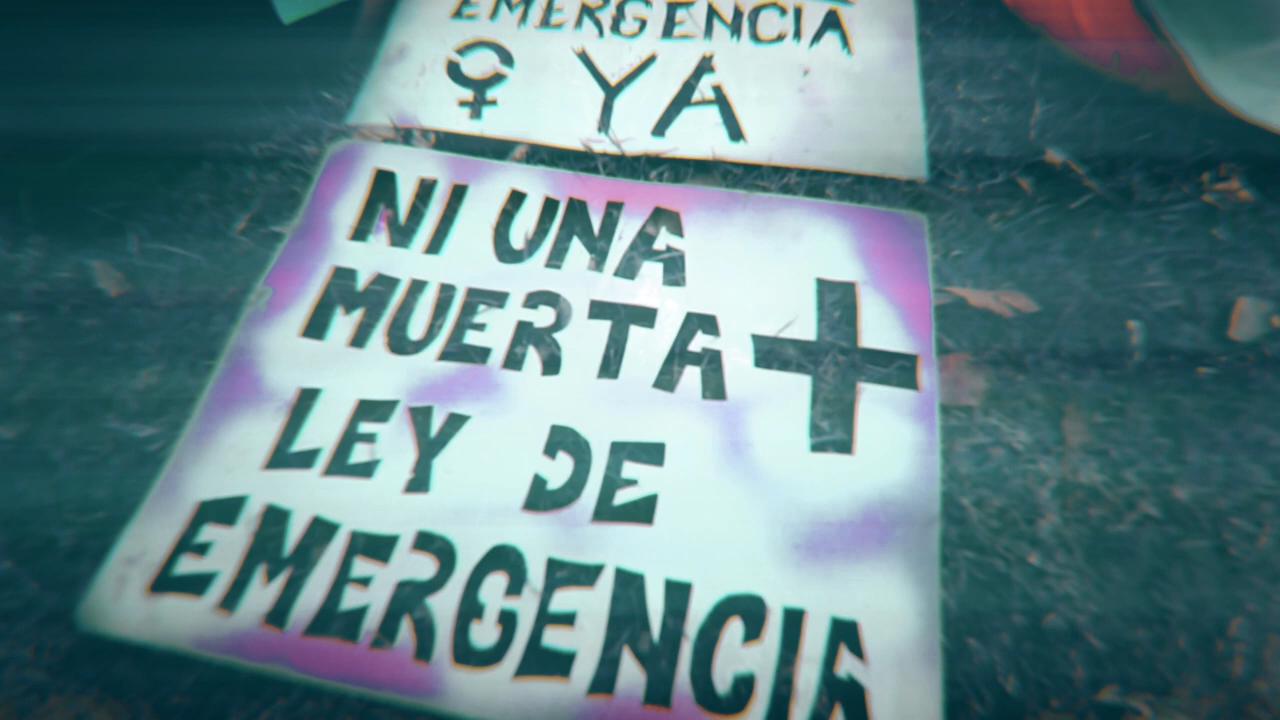 EMERGENCIA
♀ YA
NI UNA
MUERTA +
LEY DE
EMERGENCIA